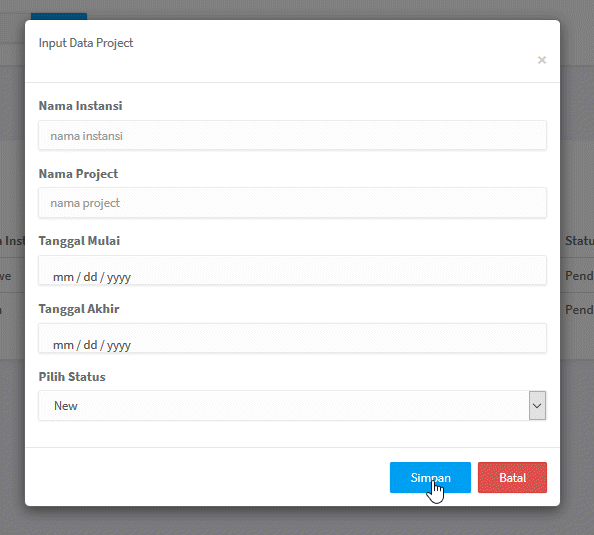 Input Data Project
×
Nama Instansi
nama instansi
Nama Project
nama project
Tanggal Mulai
mm / dd / yyyy
Tanggal Akhir
mm / dd / yyyy
Pilih Status
New
Simpan Batal
Inst
Statu
we
Pend
Pend